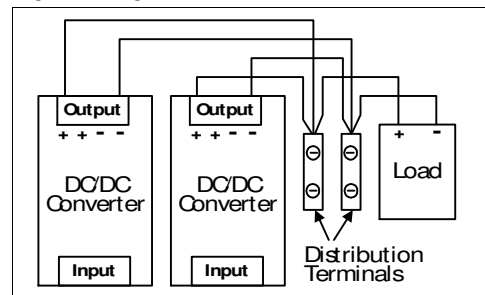 Output
+ + - -
DC/DC
Converter
Input
Output
+ + - -
DC/DC
Converter
Input
+ -
Load
Distribution
Terminals